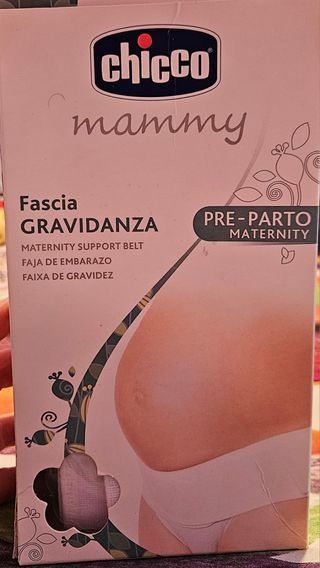 chicco
mammy
Fascia
GRAVIDANZA
MATERNITY SUPPORT BELT
FAJA DE EMBARAZO
FAIXA DE GRAVIDEZ
PRE-PARTO
MATERNITY